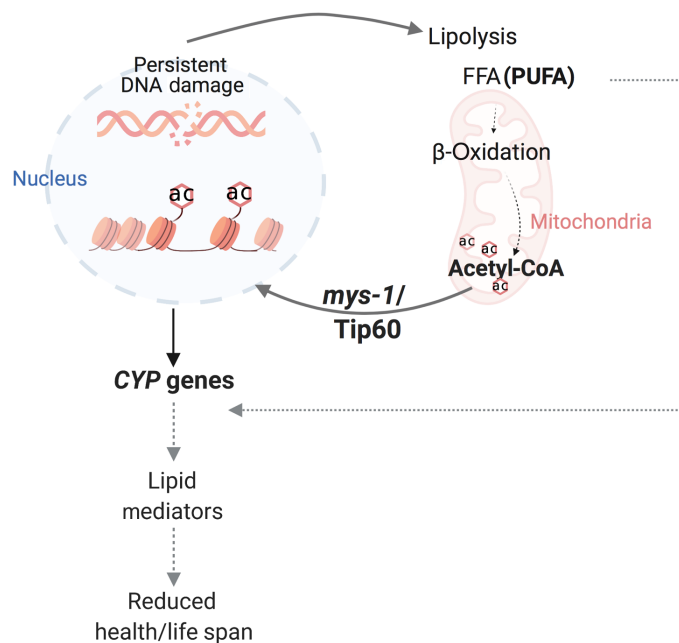 Lipolysis
Persistent
DNA damage
FFA (PUFA)
β-Oxidation
Nucleus
ac
ac
Mitochondria
ac
ac
Acetyl-CoA
ac
mys-1/
Tip60
CYP genes
Lipid
mediators
Reduced
health/life span